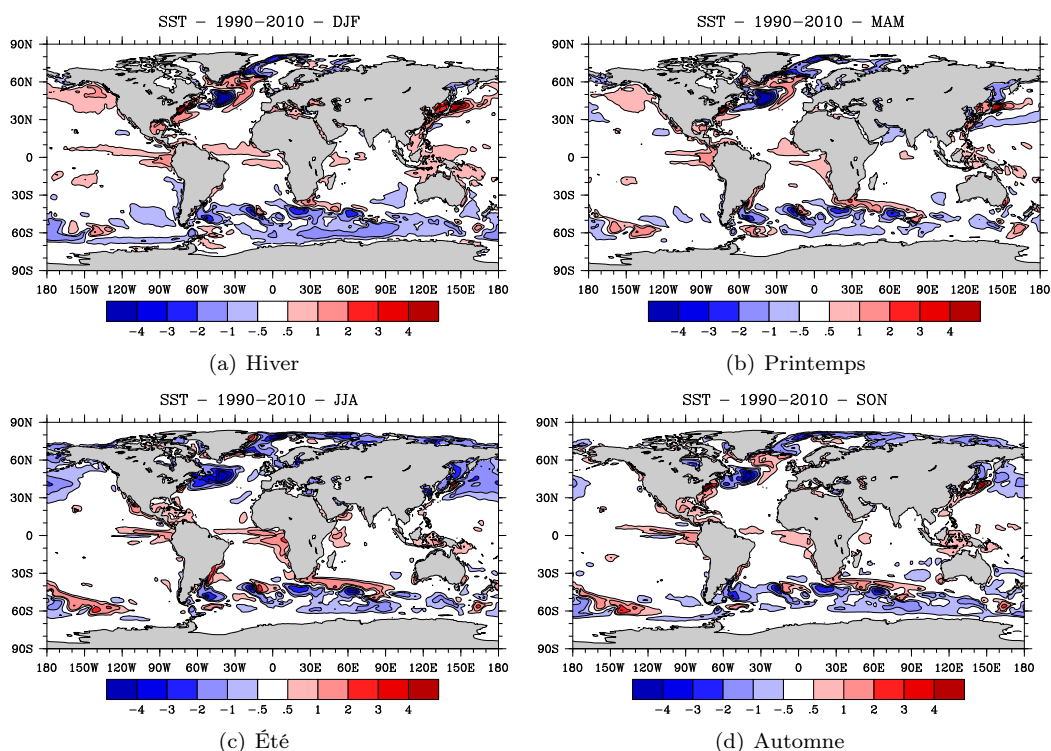 SST - 1990-2010 - DJF
90N
60N
30N
0
30S
60S
90S
180 150W 120W 90W 60W 30W 0 30E 60E 90E 120E 150E 180
-4 -3 -2 -1 -.5 .5 1 2 3 4
(a) Hiver
SST - 1990-2010 - MAM
90N
60N
30N
0
30S
60S
90S
180 150W 120W 90W 60W 30W 0 30E 60E 90E 120E 150E 180
-4 -3 -2 -1 -.5 .5 1 2 3 4
(b) Printemps
SST - 1990-2010 - JJA
90N
60N
30N
0
30S
60S
90S
180 150W 120W 90W 60W 30W 0 30E 60E 90E 120E 150E 180
-4 -3 -2 -1 -.5 .5 1 2 3 4
(c) Été
SST - 1990-2010 - SON
90N
60N
30N
0
30S
60S
90S
180 150W 120W 90W 60W 30W 0 30E 60E 90E 120E 150E 180
-4 -3 -2 -1 -.5 .5 1 2 3 4
(d) Automne